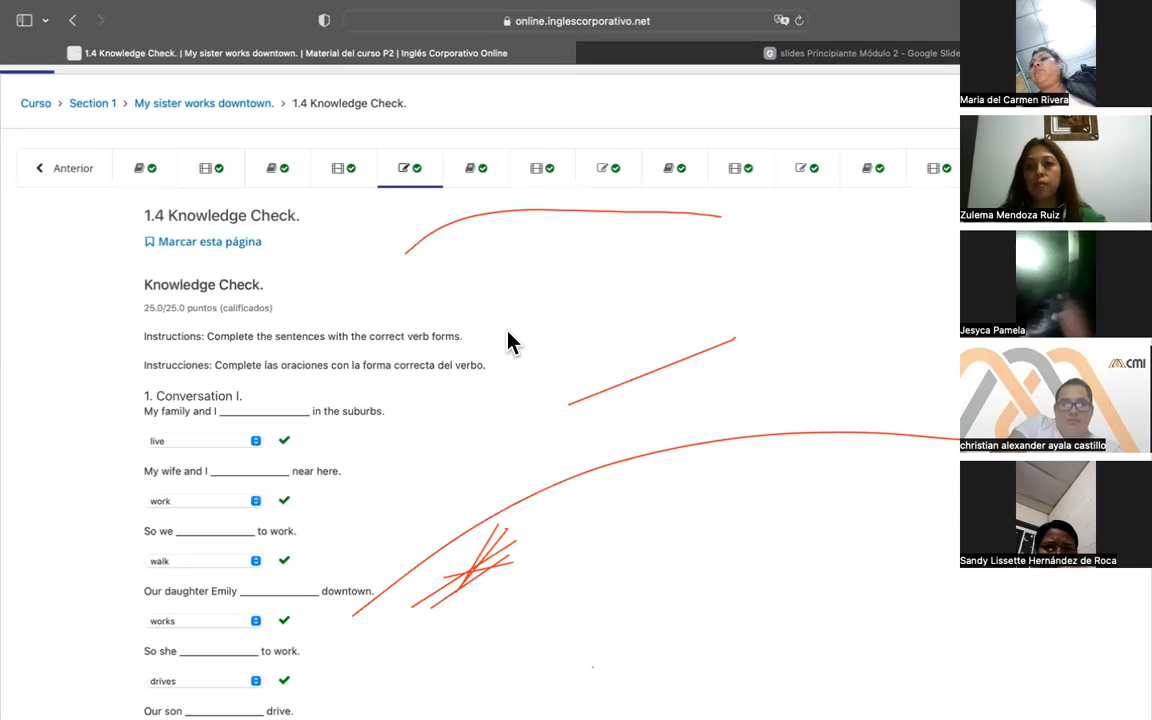 online.inglescorporativo.net
1.4 Knowledge Check. | My sister works downtown. | Material del curso P2 | Inglés Corporativo Online
slides Principiante Módulo 2 - Google Slide
Curso > Section 1 > My sister works downtown. > 1.4 Knowledge Check.
Anterior
1.4 Knowledge Check.
Marcar esta página
Knowledge Check.
25.0/25.0 puntos (calificados)
Instructions: Complete the sentences with the correct verb forms.
Instrucciones: Complete las oraciones con la forma correcta del verbo.
1. Conversation I.
My family and I ______________ in the suburbs.
live
My wife and I ____________ near here.
work
So we ____________ to work.
walk
Our daughter Emily ____________ downtown.
works
So she ____________ to work.
drives
Our son ____________ drive.
Maria del Carmen Rivera
Zulema Mendoza Ruiz
Jesyca Pamela
CMI
christian alexander ayala castillo
Sandy Lissette Hernández de Roca